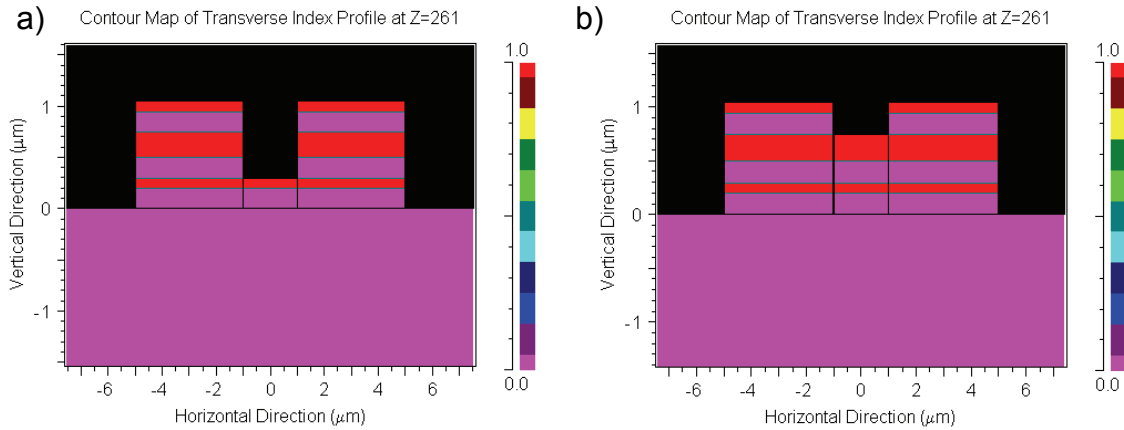 a)
Contour Map of Transverse Index Profile at Z=261
1.0
1
0
-1
Vertical Direction (μm)
-6 -4 -2 0 2 4 6
0.0
Horizontal Direction (μm)
b)
Contour Map of Transverse Index Profile at Z=261
1.0
1
0
-1
Vertical Direction (μm)
-6 -4 -2 0 2 4 6
0.0
Horizontal Direction (μm)